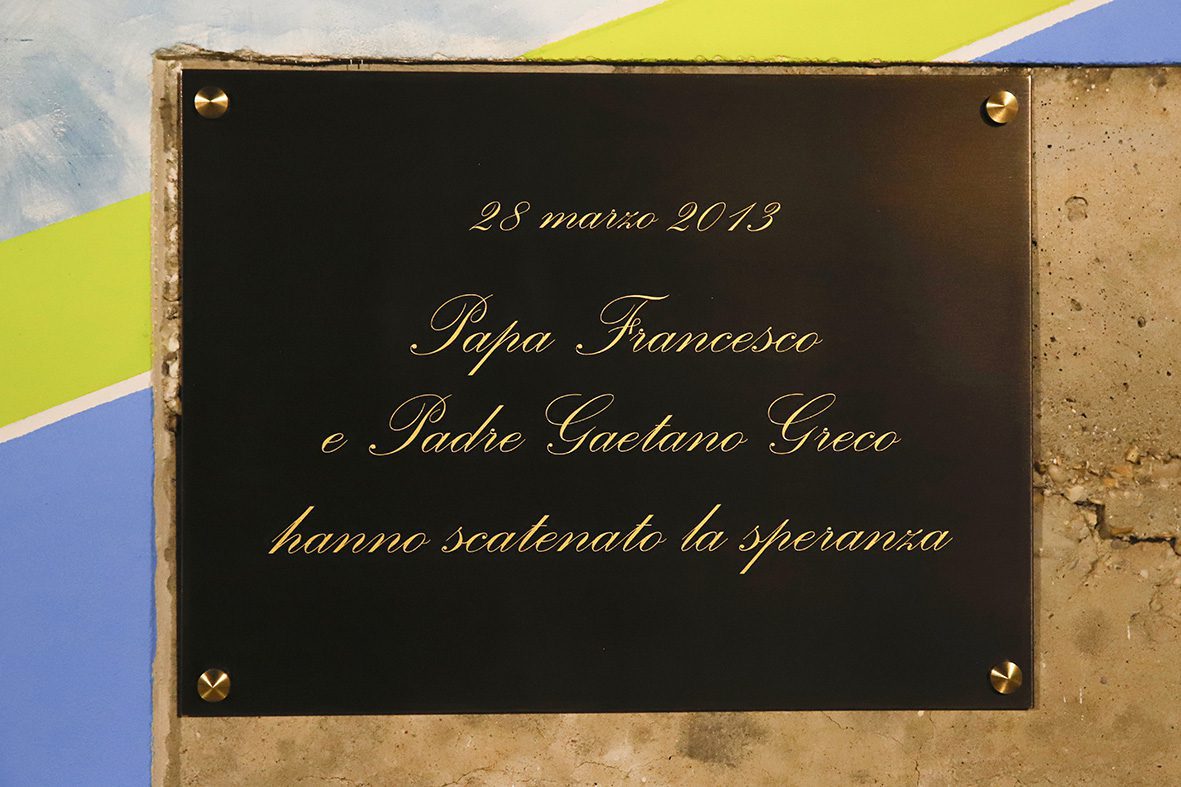 28 marzo 2013
Papa Francesco
e Padre Gaetano Greco
hanno scatenato la speranza